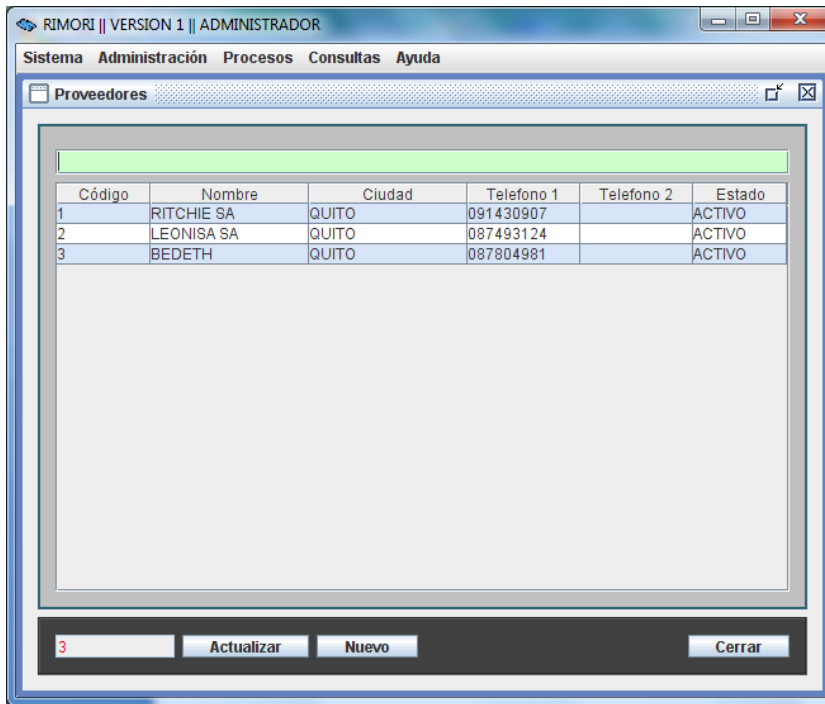 RIMORI || VERSION 1 || ADMINISTRADOR
Sistema Administración Procesos Consultas Ayuda
Proveedores
Código Nombre Ciudad Telefono 1 Telefono 2 Estado
1 RITCHIE SA QUITO 091430907 ACTIVO
2 LEONISA SA QUITO 087493124 ACTIVO
3 BEDETH QUITO 087804981 ACTIVO
3 Actualizar Nuevo Cerrar